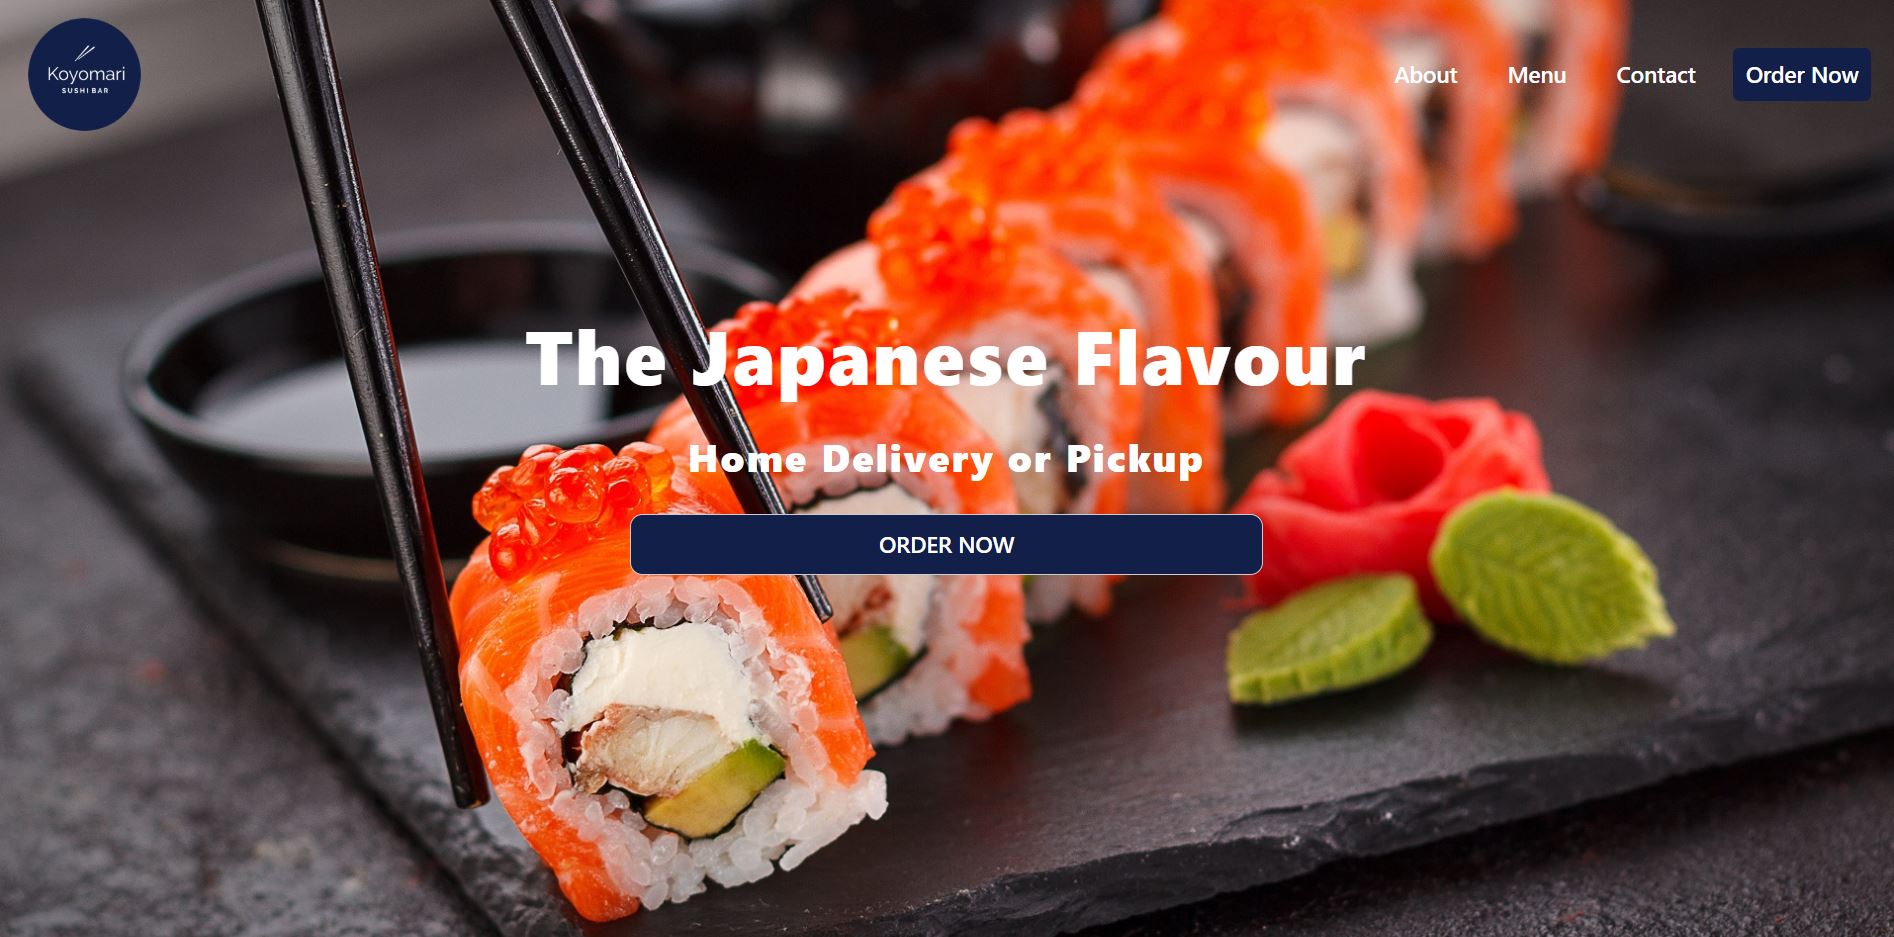 Koyomari
SUSHI BAR
About
Menu
Contact
Order Now
The Japanese Flavour
Home Delivery or Pickup
ORDER NOW